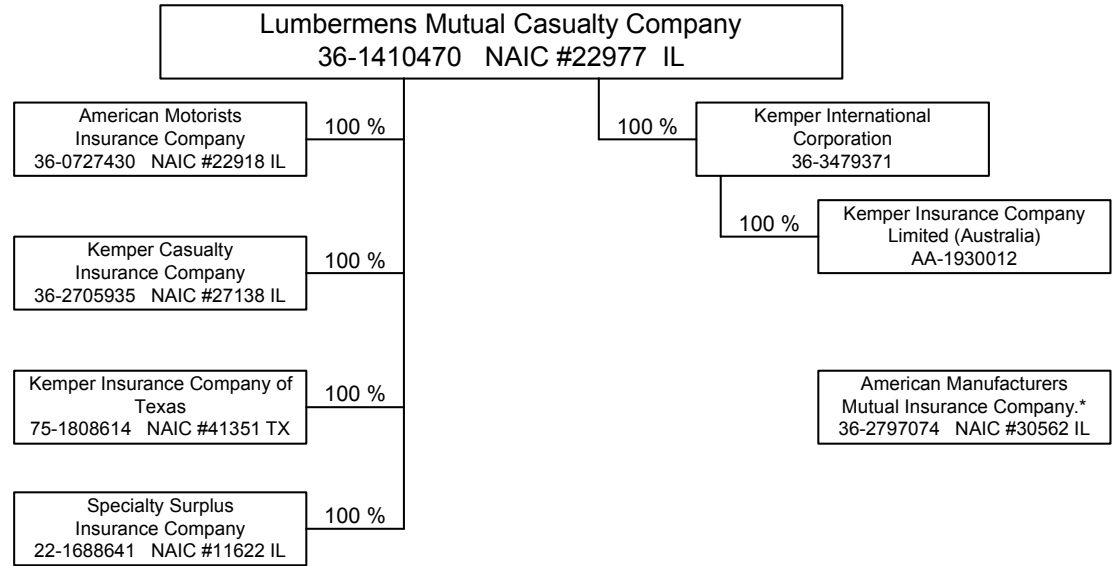 Lumbermens Mutual Casualty Company
36-1410470 NAIC #22977 IL
American Motorists
Insurance Company
36-0727430 NAIC #22918 IL
100 %
100 %
Kemper International
Corporation
36-3479371
Kemper Casualty
Insurance Company
36-2705935 NAIC #27138 IL
100 %
100 %
Kemper Insurance Company
Limited (Australia)
AA-1930012
Kemper Insurance Company of
Texas
75-1808614 NAIC #41351 TX
100 %
American Manufacturers
Mutual Insurance Company.*
36-2797074 NAIC #30562 IL
Specialty Surplus
Insurance Company
22-1688641 NAIC #11622 IL
100 %